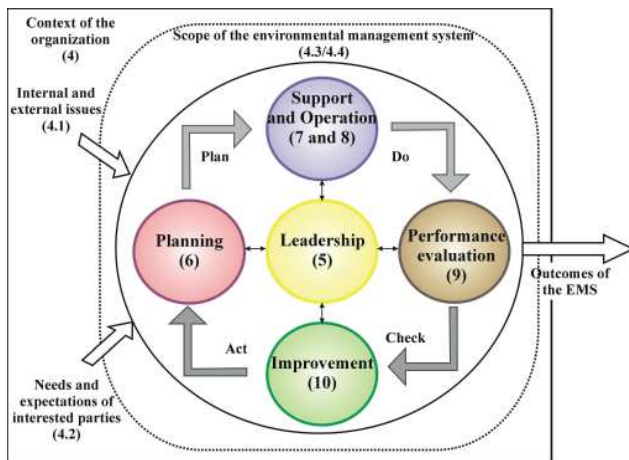 Context of the
organization
(4)
Scope of the environmental management system
(4.3/4.4)
Internal and
external issues
(4.1)
Support
and Operation
(7 and 8)
Plan
Do
Planning
(6)
Leadership
(5)
Performance
evaluation
(9)
Outcomes of
the EMS
Act
Check
Improvement
(10)
Needs and
expectations of
interested parties
(4.2)